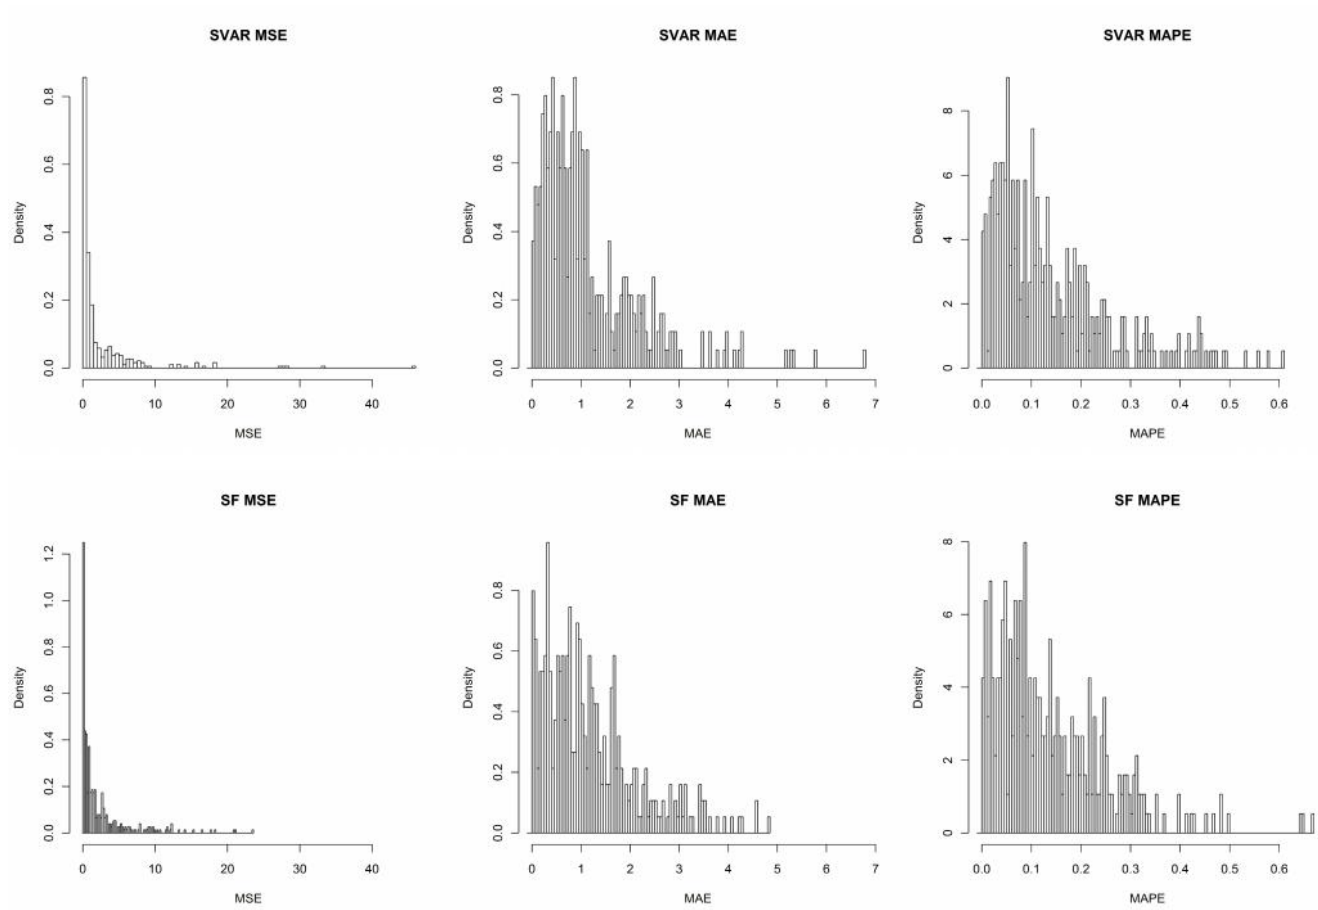 SVAR MSE
Density
0.0 0.2 0.4 0.6 0.8
0 10 20 30 40
MSE
SVAR MAE
Density
0.0 0.2 0.4 0.6 0.8
0 1 2 3 4 5 6 7
MAE
SVAR MAPE
Density
0 2 4 6 8
0.0 0.1 0.2 0.3 0.4 0.5 0.6
MAPE
SF MSE
Density
0.0 0.2 0.4 0.6 0.8 1.0 1.2
0 10 20 30 40
MSE
SF MAE
Density
0.0 0.2 0.4 0.6 0.8
0 1 2 3 4 5 6 7
MAE
SF MAPE
Density
0 2 4 6 8
0.0 0.1 0.2 0.3 0.4 0.5 0.6
MAPE